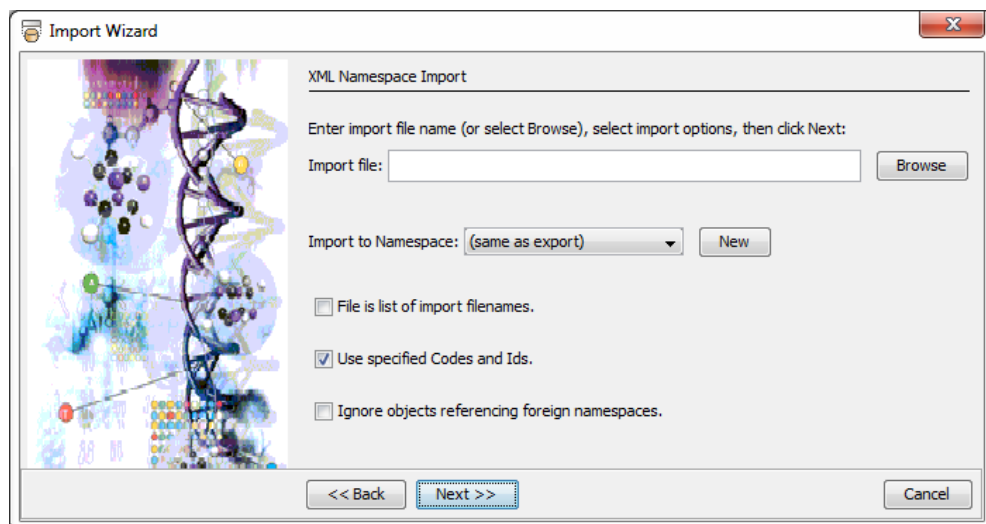 Import Wizard
XML Namespace Import
Enter import file name (or select Browse), select import options, then click Next:
Import file:
Browse
Import to Namespace: (same as export) New
File is list of import filenames.
Use specified Codes and Ids.
Ignore objects referencing foreign namespaces.
<< Back Next >> Cancel